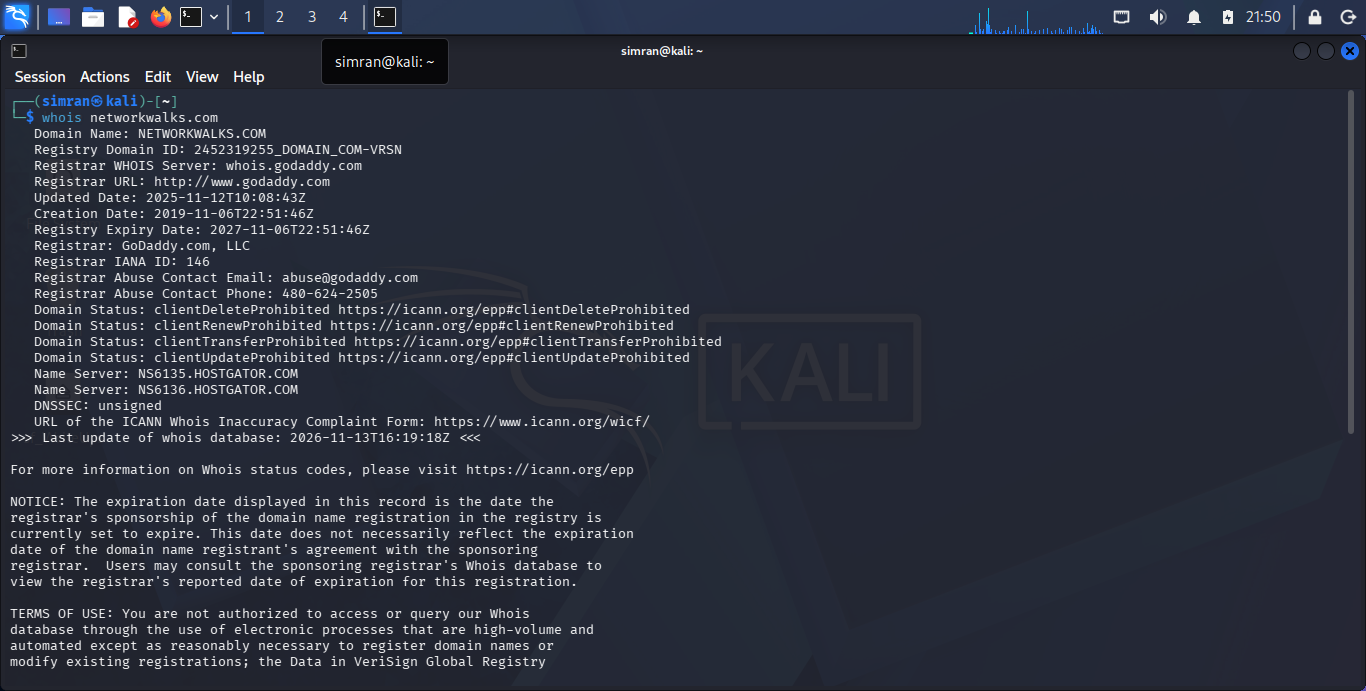 1 2 3 4 21:50
simran@kali: ~
simran@kali: ~
Session Actions Edit View Help
┌──(simran㉿kali)-[~]
└─$ whois networkwalks.com
Domain Name: NETWORKWALKS.COM
Registry Domain ID: 2452319255_DOMAIN_COM-VRSN
Registrar WHOIS Server: whois.godaddy.com
Registrar URL: http://www.godaddy.com
Updated Date: 2025-11-12T10:08:43Z
Creation Date: 2019-11-06T22:51:46Z
Registry Expiry Date: 2027-11-06T22:51:46Z
Registrar: GoDaddy.com, LLC
Registrar IANA ID: 146
Registrar Abuse Contact Email: abuse@godaddy.com
Registrar Abuse Contact Phone: 480-624-2505
Domain Status: clientDeleteProhibited https://icann.org/epp#clientDeleteProhibited
Domain Status: clientRenewProhibited https://icann.org/epp#clientRenewProhibited
Domain Status: clientTransferProhibited https://icann.org/epp#clientTransferProhibited
Domain Status: clientUpdateProhibited https://icann.org/epp#clientUpdateProhibited
Name Server: NS6135.HOSTGATOR.COM
Name Server: NS6136.HOSTGATOR.COM
DNSSEC: unsigned
URL of the ICANN Whois Inaccuracy Complaint Form: https://www.icann.org/wicf/
>>> Last update of whois database: 2026-11-13T16:19:18Z <<<
For more information on Whois status codes, please visit https://icann.org/epp
NOTICE: The expiration date displayed in this record is the date the
registrar's sponsorship of the domain name registration in the registry is
currently set to expire. This date does not necessarily reflect the expiration
date of the domain name registrant's agreement with the sponsoring
registrar.  Users may consult the sponsoring registrar's Whois database to
view the registrar's reported date of expiration for this registration.
TERMS OF USE: You are not authorized to access or query our Whois
database through the use of electronic processes that are high-volume and
automated except as reasonably necessary to register domain names or
modify existing registrations; the Data in VeriSign Global Registry
KALI